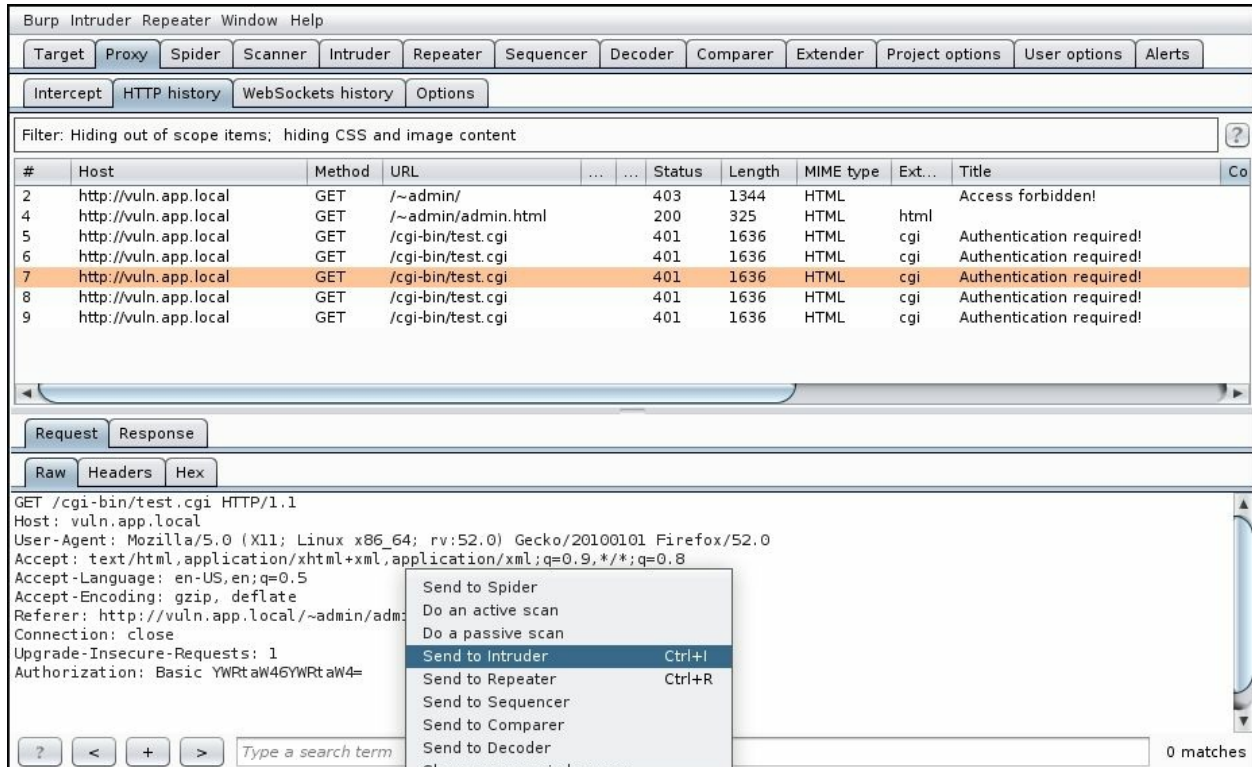 Burp Intruder Repeater Window Help
Target Proxy Spider Scanner Intruder Repeater Sequencer Decoder Comparer Extender Project options User options Alerts
Intercept HTTP history WebSockets history Options
Filter: Hiding out of scope items; hiding CSS and image content ?
# Host Method URL ... ... Status Length MIME type Ext... Title Co
2 http://vuln.app.local GET /~admin/ 403 1344 HTML Access forbidden!
4 http://vuln.app.local GET /~admin/admin.html 200 325 HTML html
5 http://vuln.app.local GET /cgi-bin/test.cgi 401 1636 HTML cgi Authentication required!
6 http://vuln.app.local GET /cgi-bin/test.cgi 401 1636 HTML cgi Authentication required!
7 http://vuln.app.local GET /cgi-bin/test.cgi 401 1636 HTML cgi Authentication required!
8 http://vuln.app.local GET /cgi-bin/test.cgi 401 1636 HTML cgi Authentication required!
9 http://vuln.app.local GET /cgi-bin/test.cgi 401 1636 HTML cgi Authentication required!
Request Response
Raw Headers Hex
GET /cgi-bin/test.cgi HTTP/1.1
Host: vuln.app.local
User-Agent: Mozilla/5.0 (X11; Linux x86_64; rv:52.0) Gecko/20100101 Firefox/52.0
Accept: text/html,application/xhtml+xml,application/xml;q=0.9,*/*;q=0.8
Accept-Language: en-US,en;q=0.5
Accept-Encoding: gzip, deflate
Referer: http://vuln.app.local/~admin/adm
Connection: close
Upgrade-Insecure-Requests: 1
Authorization: Basic YWRtaW46YWRtaW4=
Send to Spider
Do an active scan
Do a passive scan
Send to Intruder Ctrl+I
Send to Repeater Ctrl+R
Send to Sequencer
Send to Comparer
Send to Decoder
? < + > Type a search term 0 matches